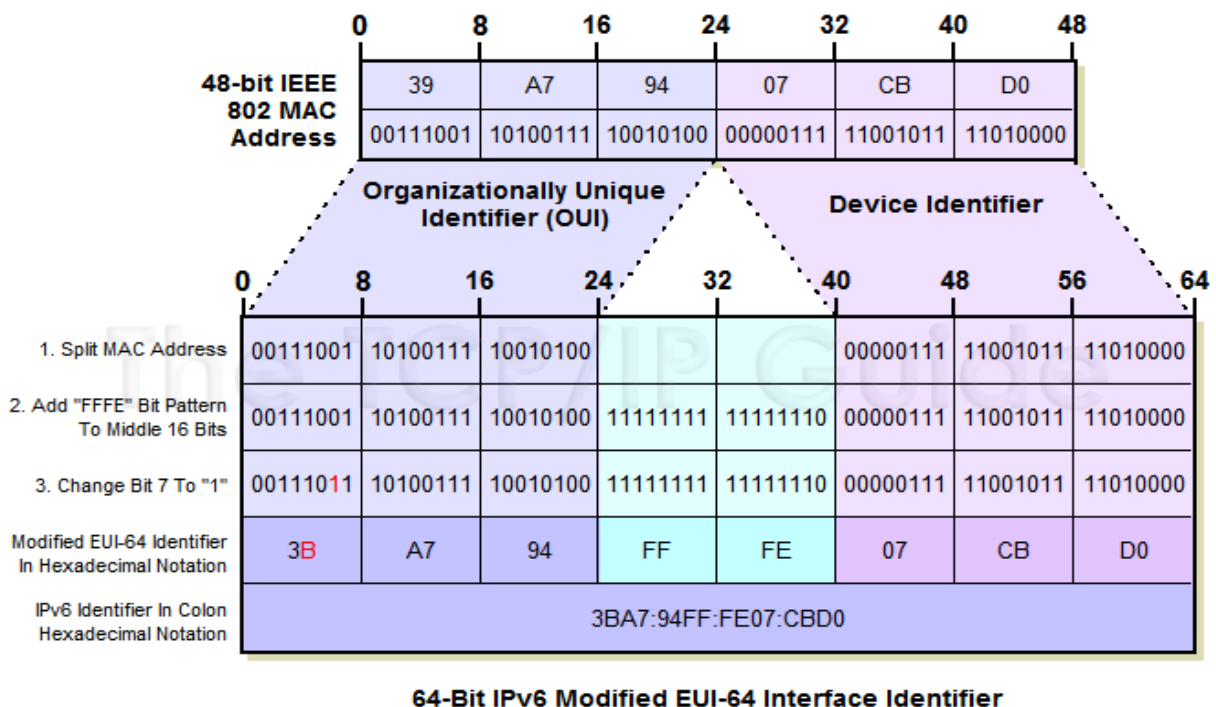 0 8 16 24 32 40 48
48-bit IEEE
802 MAC
Address
39 A7 94 07 CB D0
00111001 10100111 10010100 00000111 11001011 11010000
Organizationally Unique
Identifier (OUI)
Device Identifier
0 8 16 24 32 40 48 56 64
The TCP/IP Guide
1. Split MAC Address 00111001 10100111 10010100 00000111 11001011 11010000
2. Add "FFFE" Bit Pattern
To Middle 16 Bits
00111001 10100111 10010100 11111111 11111110 00000111 11001011 11010000
3. Change Bit 7 To "1" 00111011 10100111 10010100 11111111 11111110 00000111 11001011 11010000
Modified EUI-64 Identifier
In Hexadecimal Notation
3B A7 94 FF FE 07 CB D0
IPv6 Identifier In Colon
Hexadecimal Notation
3BA7:94FF:FE07:CBD0
64-Bit IPv6 Modified EUI-64 Interface Identifier